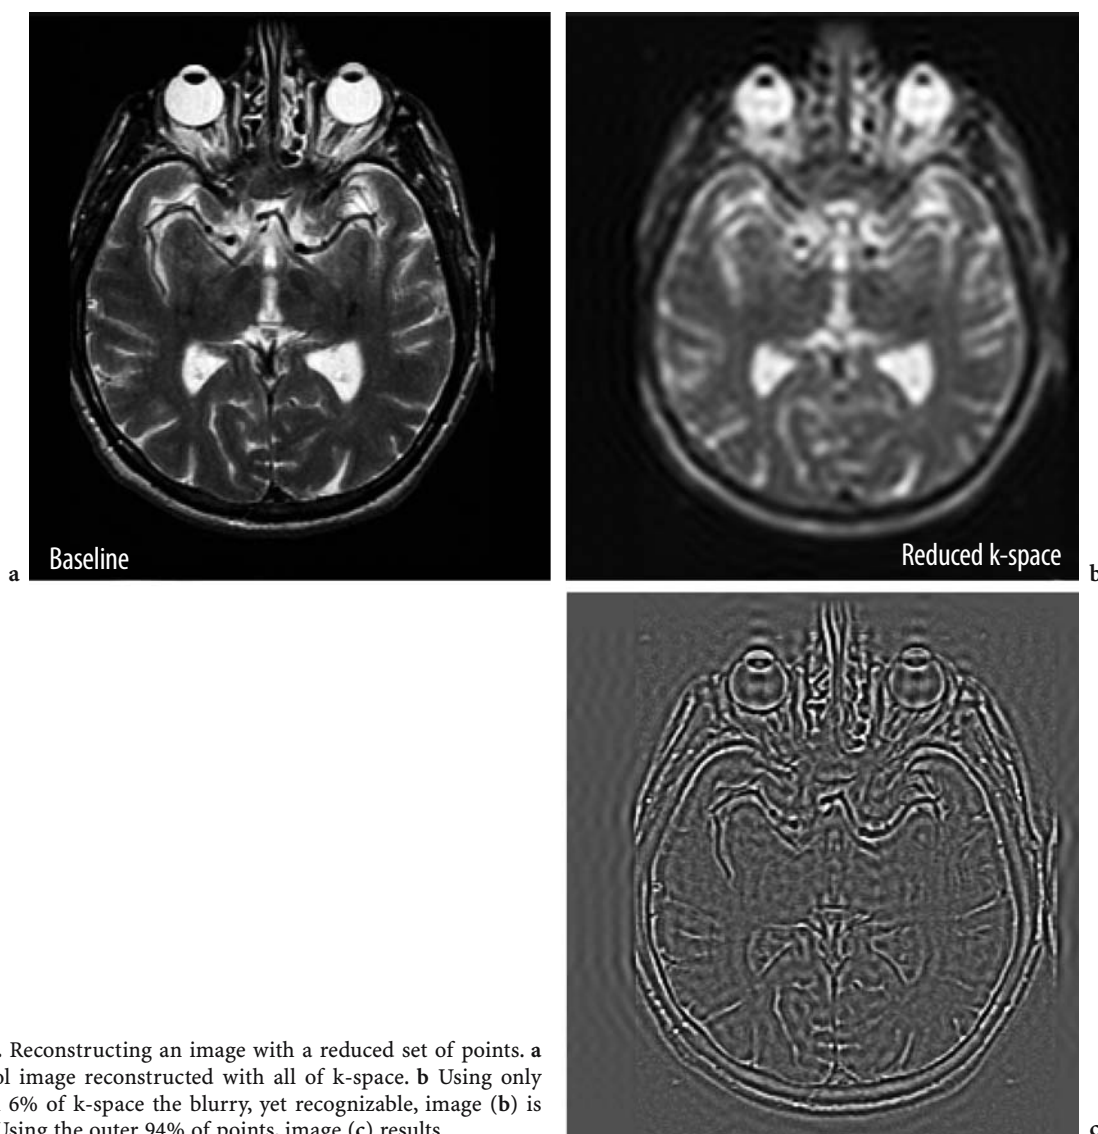 Baseline
a
Reduced k-space
b
. Reconstructing an image with a reduced set of points. a
ol image reconstructed with all of k-space. b Using only
6% of k-space the blurry, yet recognizable, image (b) is
Using the outer 94% of points, image (c) results
c